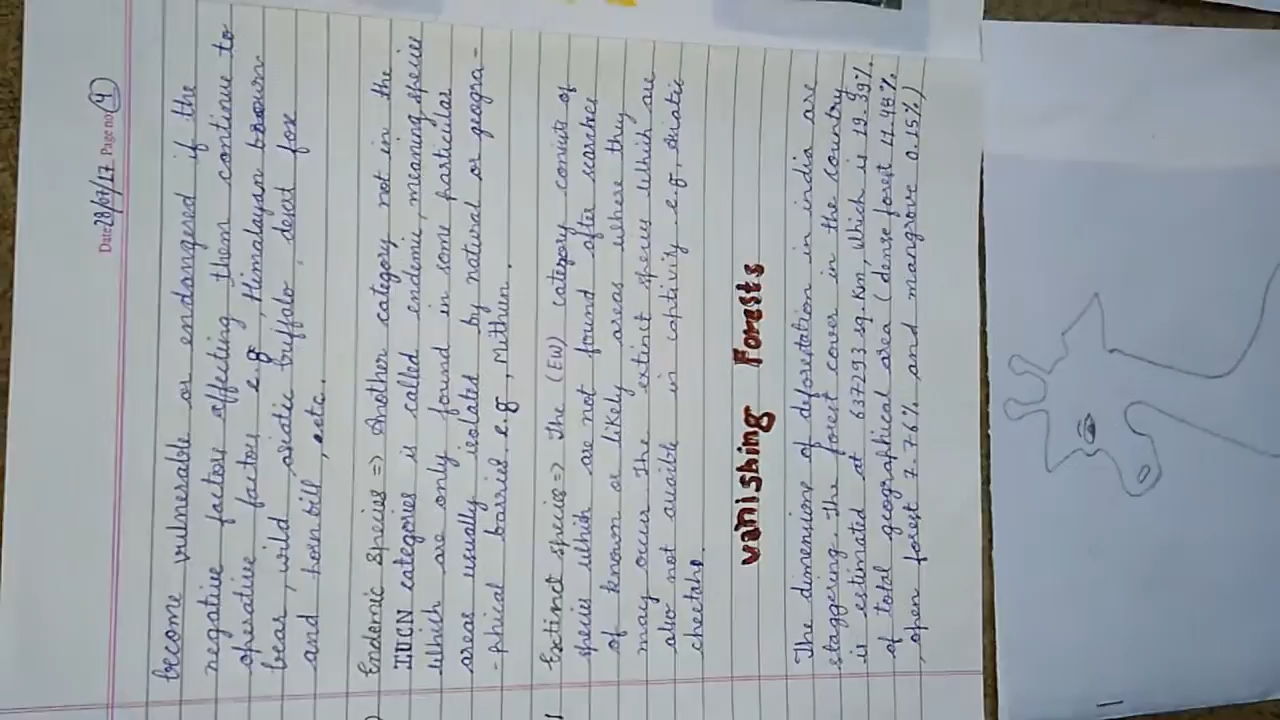 Date 28/07/17 Page no. 4
become vulnerable or endangered if the
negative factors affecting them continue to
operative factors e.g, Himalayan bourn
bear, wild asiatic buffalo, desat fox
and hornbill, etc.
Endemic Species => Another category not in the
IUCN categories is called endemic, meaning species
which are only found in some particular
areas usually isolated by natural or geogra-
-phical barries e.g, Mithun.
Extinct species => The (EW) category consists of
species which are not found after searches
of known or likely areas where they
may occur. The extinct species which are
also not avaible in captivity e.g, asiatic
cheetah.
vanishing Forests
The dimensions of deforestation in india are
staggering. The forest cover in the country
is estimated at 637293 sq. Km, which is 19.39%
of total geographical area (dense forest 11.48%
, open forest 7.76% and mangrove 0.15%)